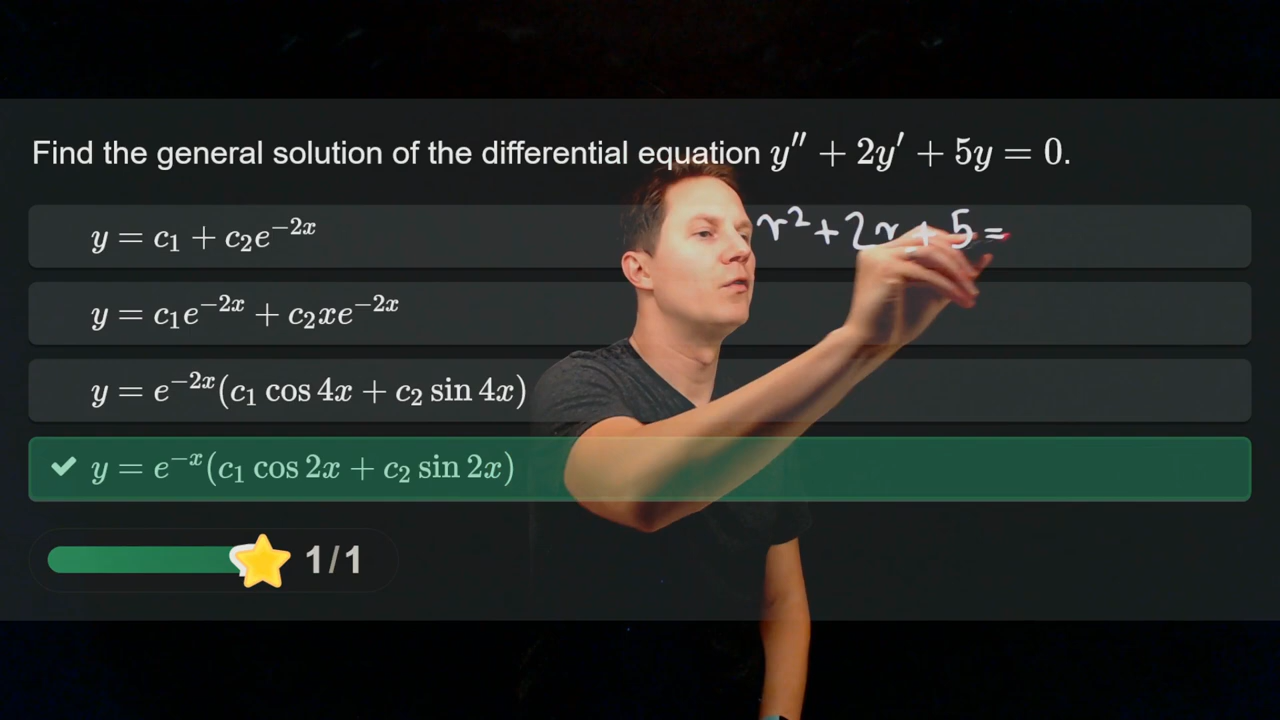 Find the general solution of the differential equation y″ + 2y′ + 5y = 0.
r² + 2r + 5 =
y = c₁ + c₂e⁻²ˣ
y = c₁e⁻²ˣ + c₂xe⁻²ˣ
y = e⁻²ˣ(c₁ cos 4x + c₂ sin 4x)
✔ y = e⁻ˣ(c₁ cos 2x + c₂ sin 2x)
1/1